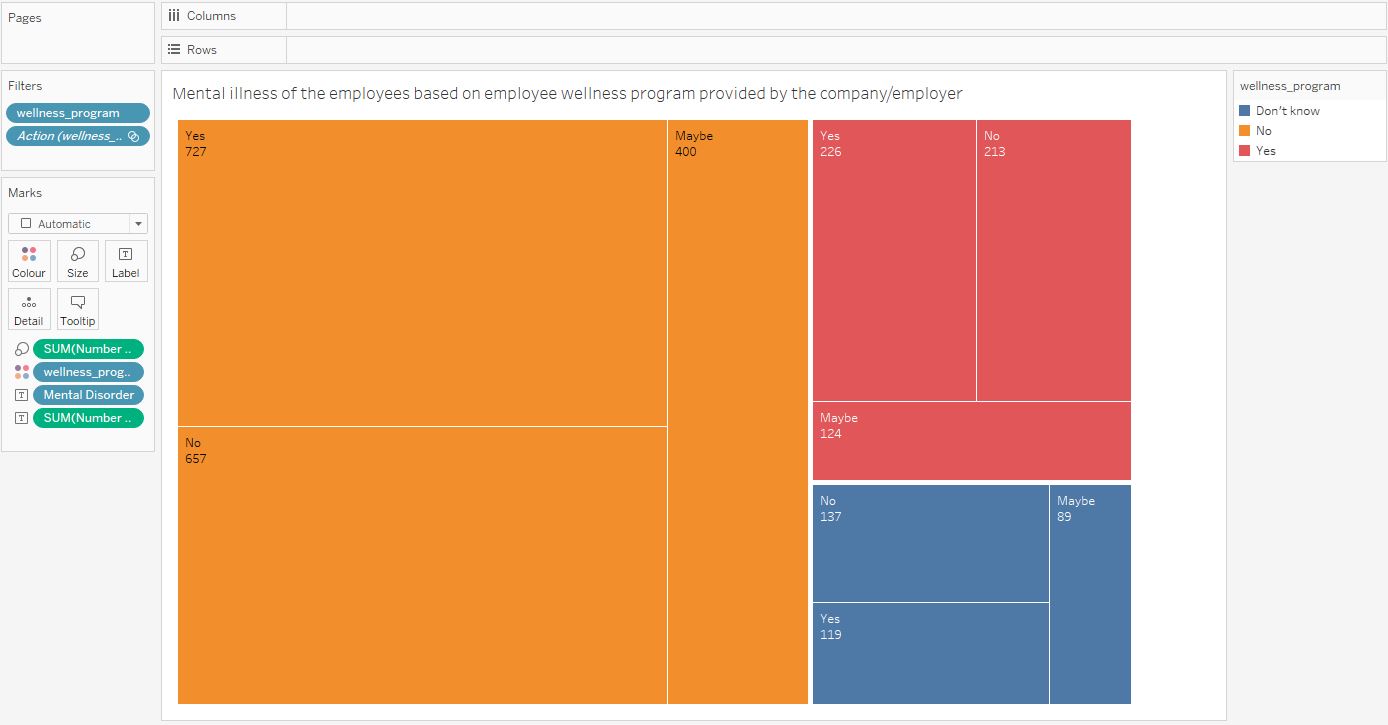 Pages
Columns
Rows
Filters
wellness_program
Action (wellness_..
Marks
Automatic
Colour
Size
Label
Detail
Tooltip
SUM(Number ..
wellness_prog..
Mental Disorder
SUM(Number ..
Mental illness of the employees based on employee wellness program provided by the company/employer
Yes
727
Maybe
400
No
657
Yes
226
No
213
Maybe
124
No
137
Maybe
89
Yes
119
wellness_program
Don't know
No
Yes